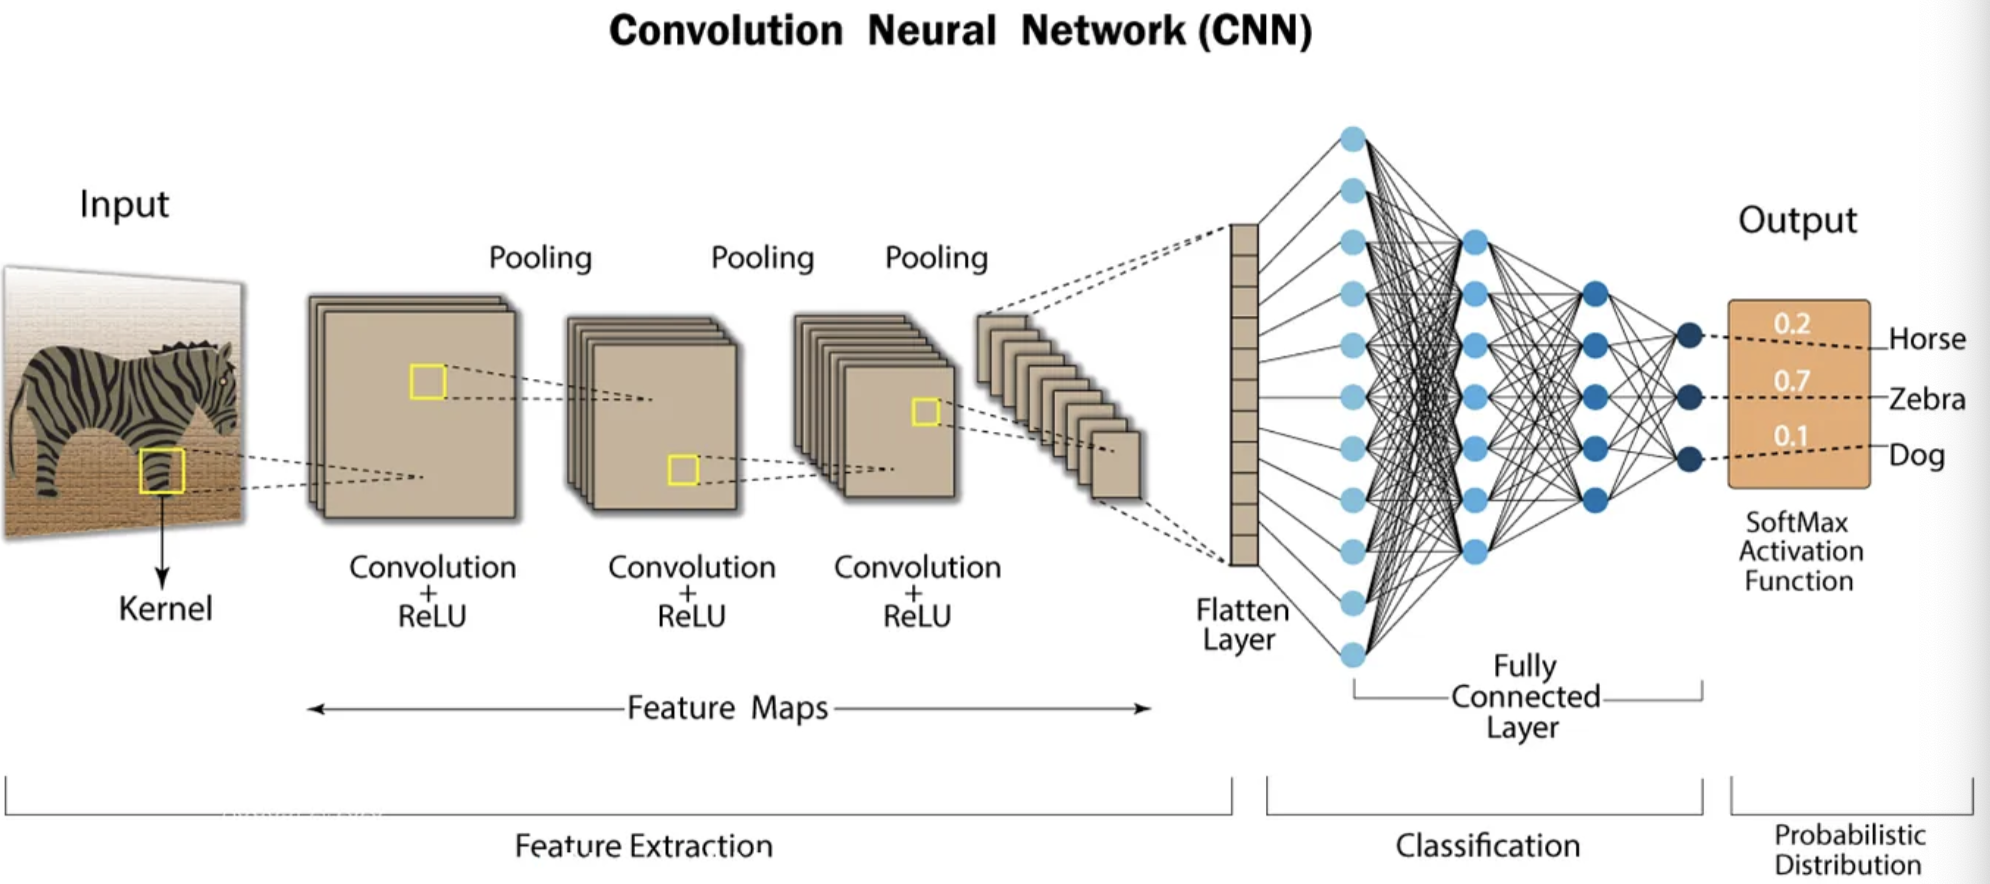 Convolution Neural Network (CNN)
Input
Output
Pooling
Pooling
Pooling
0.2
Horse
0.7
Zebra
0.1
Dog
SoftMax
Activation
Function
Kernel
Convolution
+
ReLU
Convolution
+
ReLU
Convolution
+
ReLU
Flatten
Layer
Fully
Connected
Layer
Feature Maps
Feature Extraction
Classification
Probabilistic
Distribution